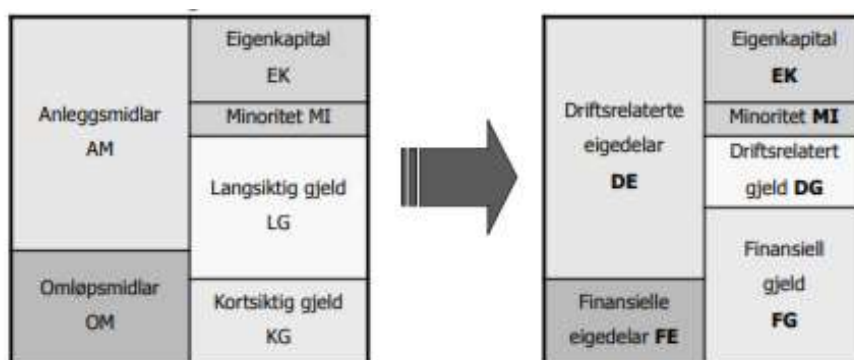 Anleggsmidlar
AM
Omløpsmidlar
OM
Eigenkapital
EK
Minoritet MI
Langsiktig gjeld
LG
Kortsiktig gjeld
KG
Driftsrelaterte
eigedelar
DE
Finansielle
eigedelar FE
Eigenkapital
EK
Minoritet MI
Driftsrelatert
gjeld DG
Finansiell
gjeld
FG